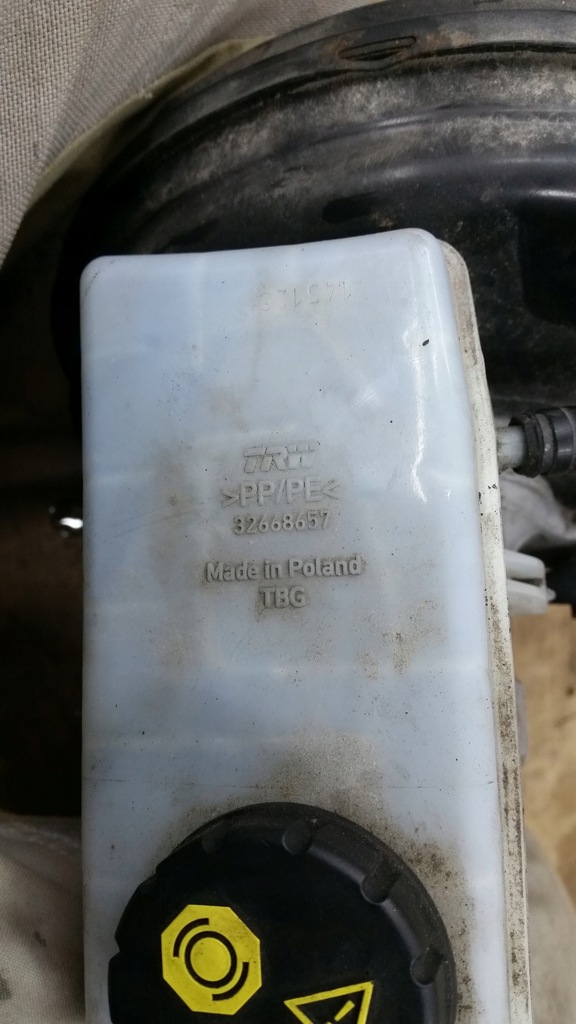 TRW
>PP/PE<
32668657
Made in Poland
TBG